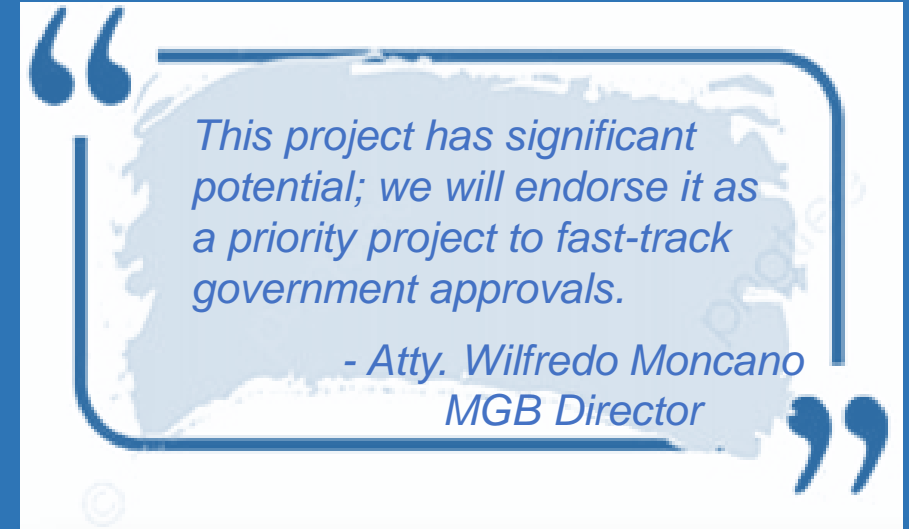 This project has significant
potential; we will endorse it as
a priority project to fast-track
government approvals.
- Atty. Wilfredo Moncano
MGB Director